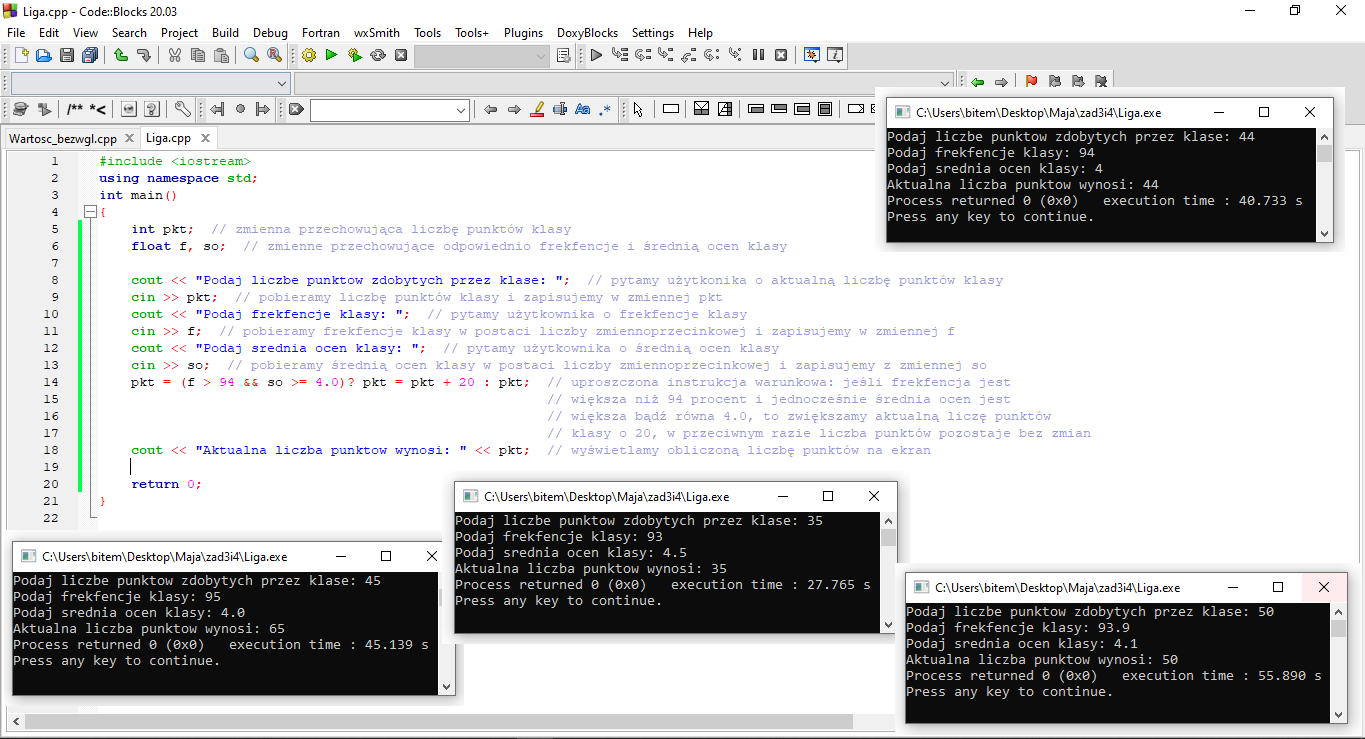 Liga.cpp - Code::Blocks 20.03
File Edit View Search Project Build Debug Fortran wxSmith Tools Tools+ Plugins DoxyBlocks Settings Help
/** *< Aa .*
Wartosc_bezwgl.cpp Liga.cpp
1 #include <iostream>
2 using namespace std;
3 int main()
4 {
5 int pkt; // zmienna przechowująca liczbę punktów klasy
6 float f, so; // zmienne przechowujące odpowiednio frekfencje i średnią ocen klasy
7
8 cout << "Podaj liczbe punktow zdobytych przez klase: "; // pytamy użytkonika o aktualną liczbę punktów klasy
9 cin >> pkt; // pobieramy liczbę punktów klasy i zapisujemy w zmiennej pkt
10 cout << "Podaj frekfencje klasy: "; // pytamy użytkownika o frekfencje klasy
11 cin >> f; // pobieramy frekfencje klasy w postaci liczby zmiennoprzecinkowej i zapisujemy w zmiennej f
12 cout << "Podaj srednia ocen klasy: "; // pytamy użytkownika o średnią ocen klasy
13 cin >> so; // pobieramy średnią ocen klasy w postaci liczby zmiennoprzecinkowej i zapisujemy z zmiennej so
14 pkt = (f > 94 && so >= 4.0)? pkt = pkt + 20 : pkt; // uproszczona instrukcja warunkowa: jeśli frekfencja jest
15 // większa niż 94 procent i jednocześnie średnia ocen jest
16 // większa bądź równa 4.0, to zwiększamy aktualną liczę punktów
17 // klasy o 20, w przeciwnym razie liczba punktów pozostaje bez zmian
18 cout << "Aktualna liczba punktow wynosi: " << pkt; // wyświetlamy obliczoną liczbę punktów na ekran
19
20 return 0;
21 }
22
C:\Users\bitem\Desktop\Maja\zad3i4\Liga.exe
Podaj liczbe punktow zdobytych przez klase: 44
Podaj frekfencje klasy: 94
Podaj srednia ocen klasy: 4
Aktualna liczba punktow wynosi: 44
Process returned 0 (0x0) execution time : 40.733 s
Press any key to continue.
C:\Users\bitem\Desktop\Maja\zad3i4\Liga.exe
Podaj liczbe punktow zdobytych przez klase: 35
Podaj frekfencje klasy: 93
Podaj srednia ocen klasy: 4.5
Aktualna liczba punktow wynosi: 35
Process returned 0 (0x0) execution time : 27.765 s
Press any key to continue.
C:\Users\bitem\Desktop\Maja\zad3i4\Liga.exe
Podaj liczbe punktow zdobytych przez klase: 45
Podaj frekfencje klasy: 95
Podaj srednia ocen klasy: 4.0
Aktualna liczba punktow wynosi: 65
Process returned 0 (0x0) execution time : 45.139 s
Press any key to continue.
C:\Users\bitem\Desktop\Maja\zad3i4\Liga.exe
Podaj liczbe punktow zdobytych przez klase: 50
Podaj frekfencje klasy: 93.9
Podaj srednia ocen klasy: 4.1
Aktualna liczba punktow wynosi: 50
Process returned 0 (0x0) execution time : 55.890 s
Press any key to continue.